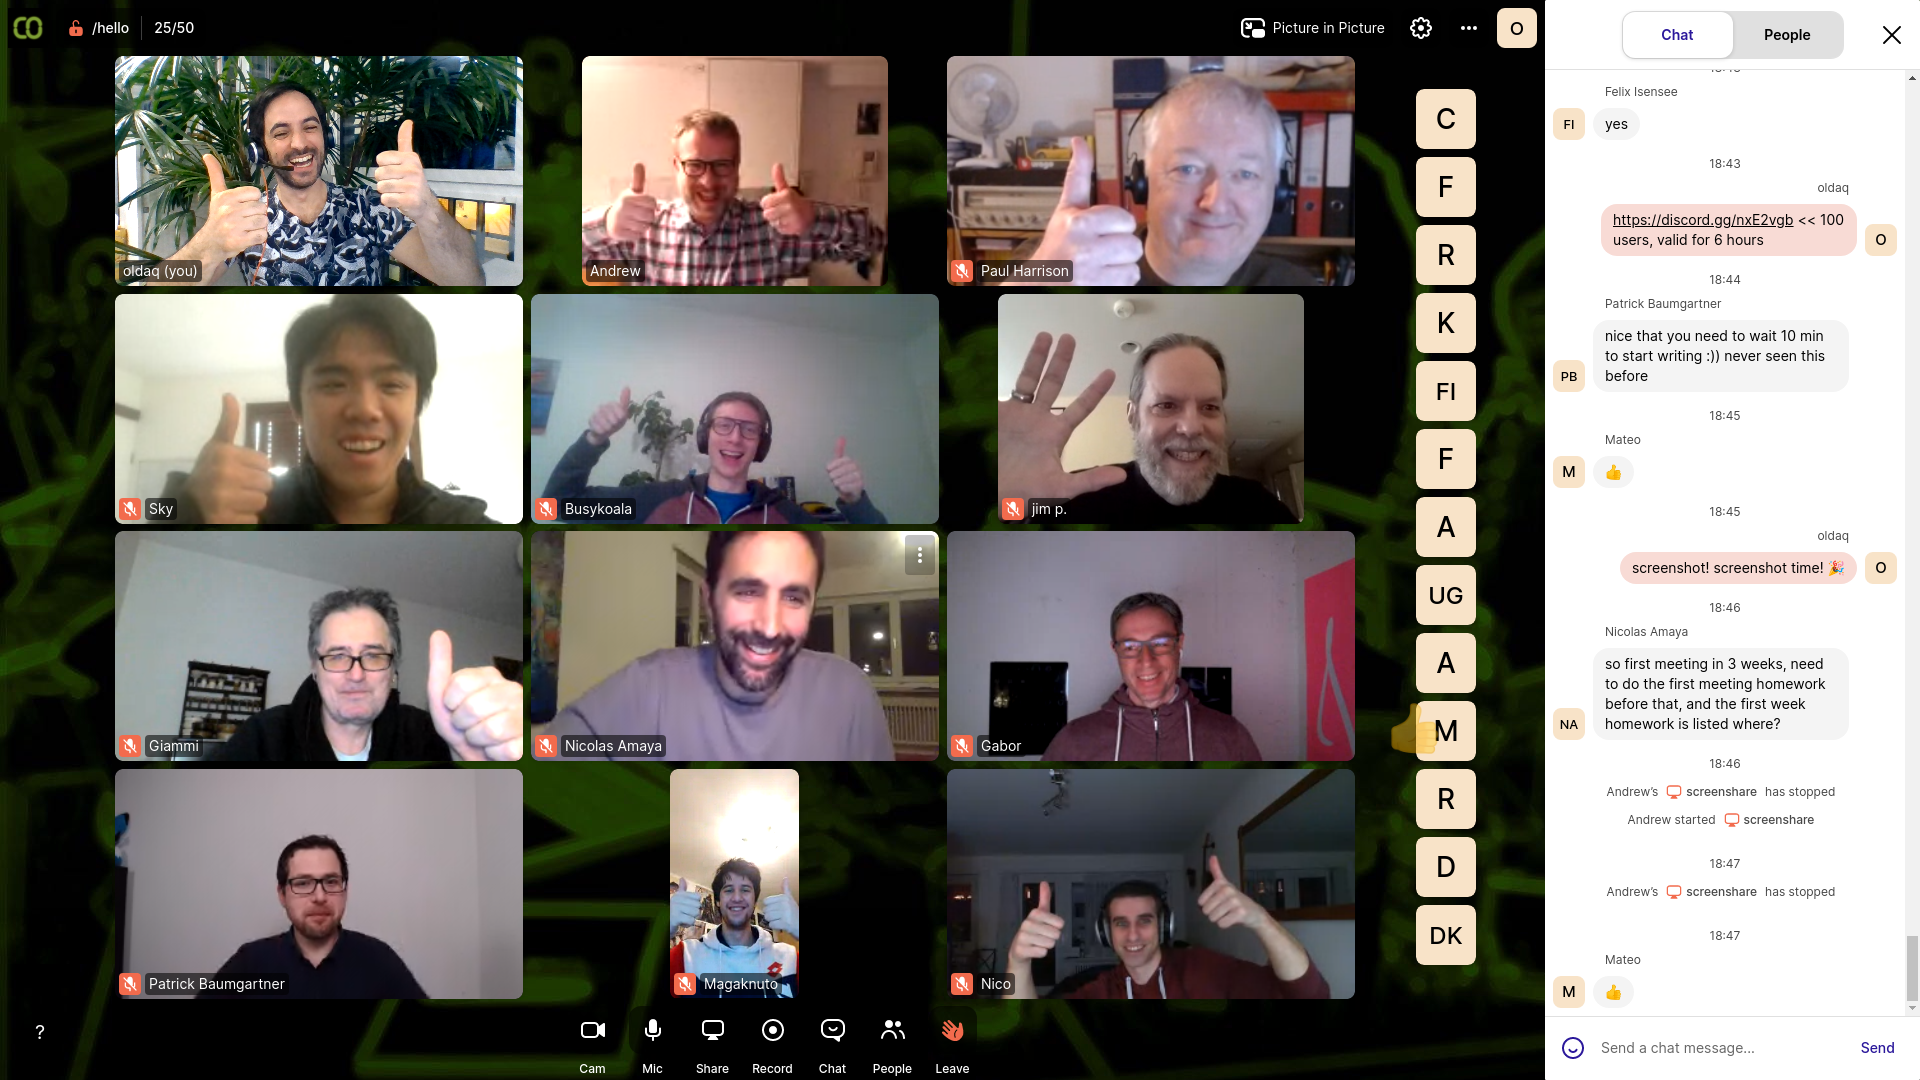 /hello
25/50
Picture in Picture
O
oldaq (you)
Andrew
Paul Harrison
Sky
Busykoala
jim p.
Giammi
Nicolas Amaya
Gabor
Patrick Baumgartner
Magaknuto
Nico
C
F
R
K
FI
F
A
UG
A
M
R
D
DK
?
Cam
Mic
Share
Record
Chat
People
Leave
Chat
People
Felix Isensee
FI
yes
18:43
oldaq
https://discord.gg/nxE2vgb << 100
users, valid for 6 hours
O
18:44
Patrick Baumgartner
nice that you need to wait 10 min
to start writing :)) never seen this
before
PB
18:45
Mateo
M
👍
18:45
oldaq
screenshot! screenshot time! 🎉
O
18:46
Nicolas Amaya
so first meeting in 3 weeks, need
to do the first meeting homework
before that, and the first week
homework is listed where?
NA
18:46
Andrew's screenshare has stopped
Andrew started screenshare
18:47
Andrew's screenshare has stopped
18:47
Mateo
M
👍
Send a chat message...
Send